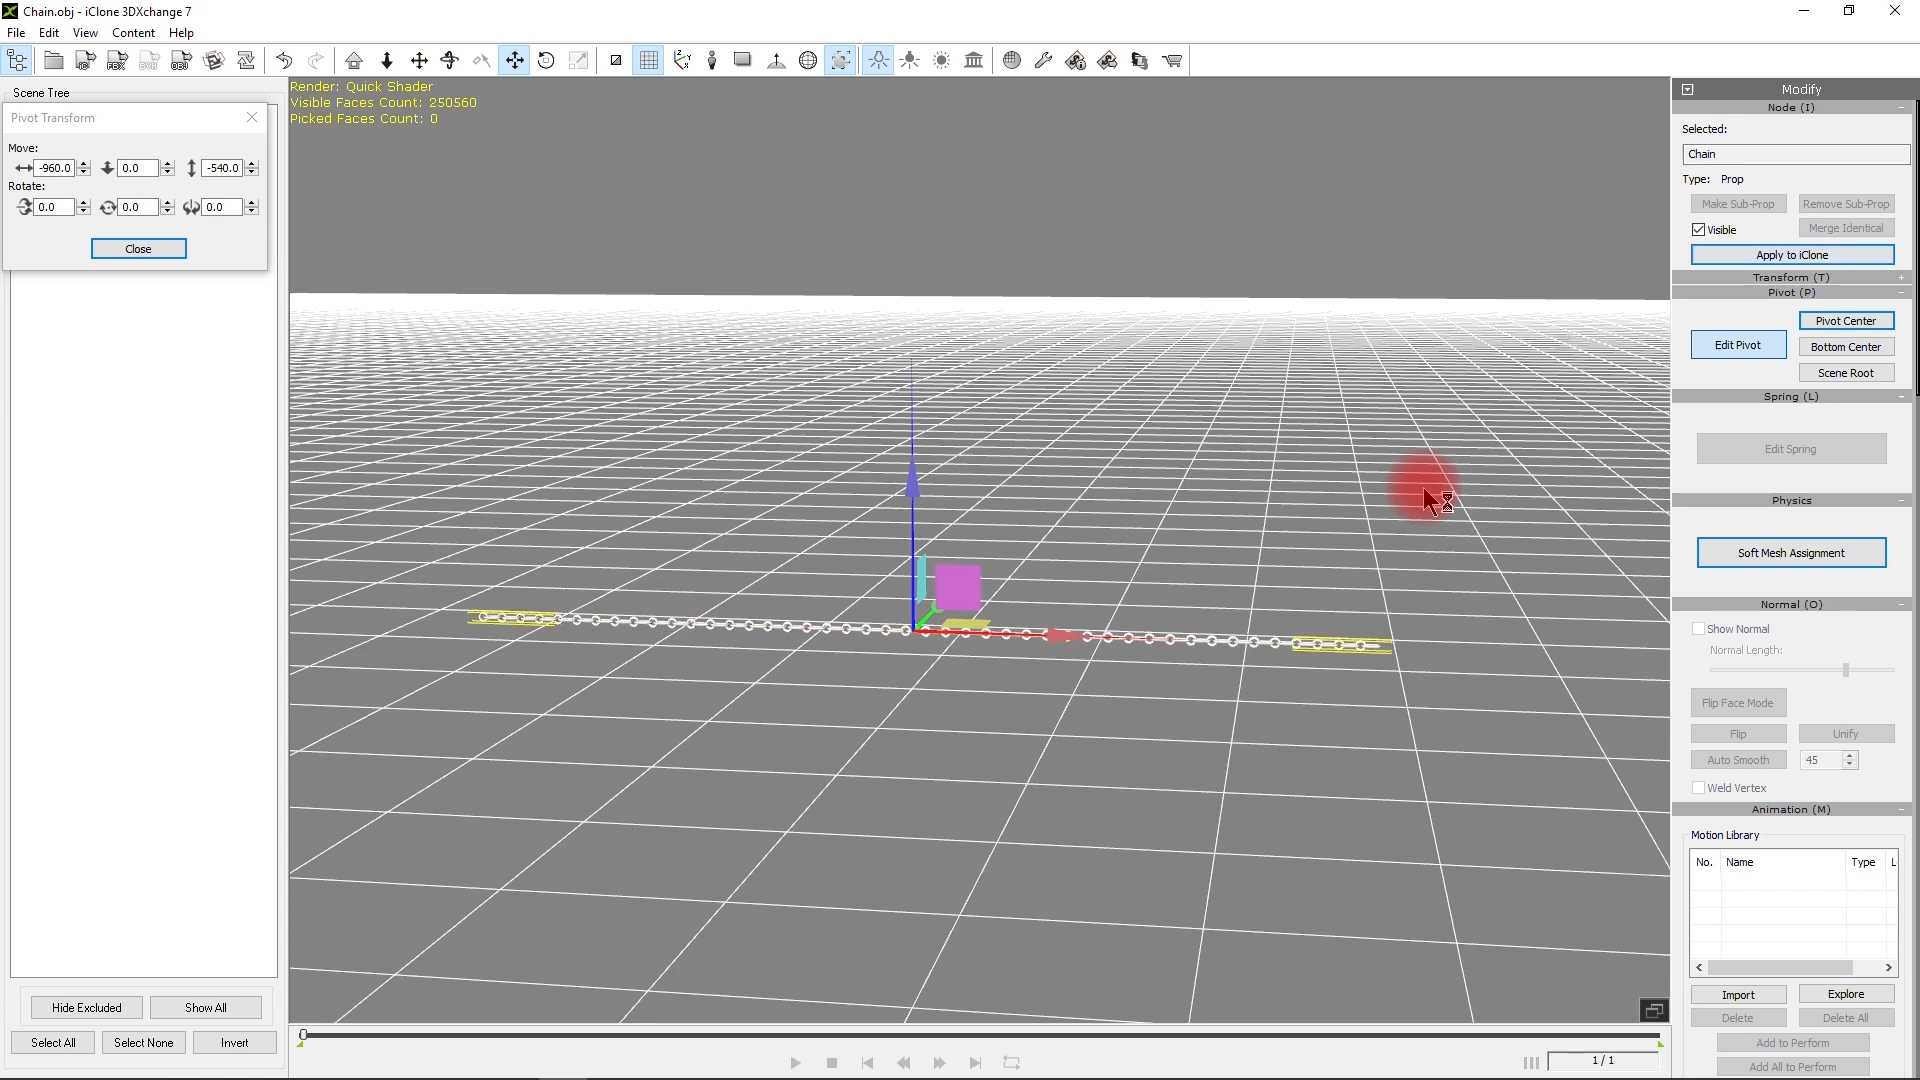 Chain.obj - iClone 3DXchange 7
File Edit View Content Help
Scene Tree
Pivot Transform
Move:
-960.0 0.0 -540.0
Rotate:
0.0 0.0 0.0
Close
Hide Excluded Show All
Select All Select None Invert
Render: Quick Shader
Visible Faces Count: 250560
Picked Faces Count: 0
1 / 1
Modify
Node (I)
Selected:
Chain
Type: Prop
Make Sub-Prop Remove Sub-Prop
Visible Merge Identical
Apply to iClone
Transform (T)
Pivot (P)
Pivot Center
Edit Pivot Bottom Center
Scene Root
Spring (L)
Edit Spring
Physics
Soft Mesh Assignment
Normal (O)
Show Normal
Normal Length:
Flip Face Mode
Flip Unify
Auto Smooth 45
Weld Vertex
Animation (M)
Motion Library
No. Name Type L
Import Explore
Delete Delete All
Add to Perform
Add All to Perform